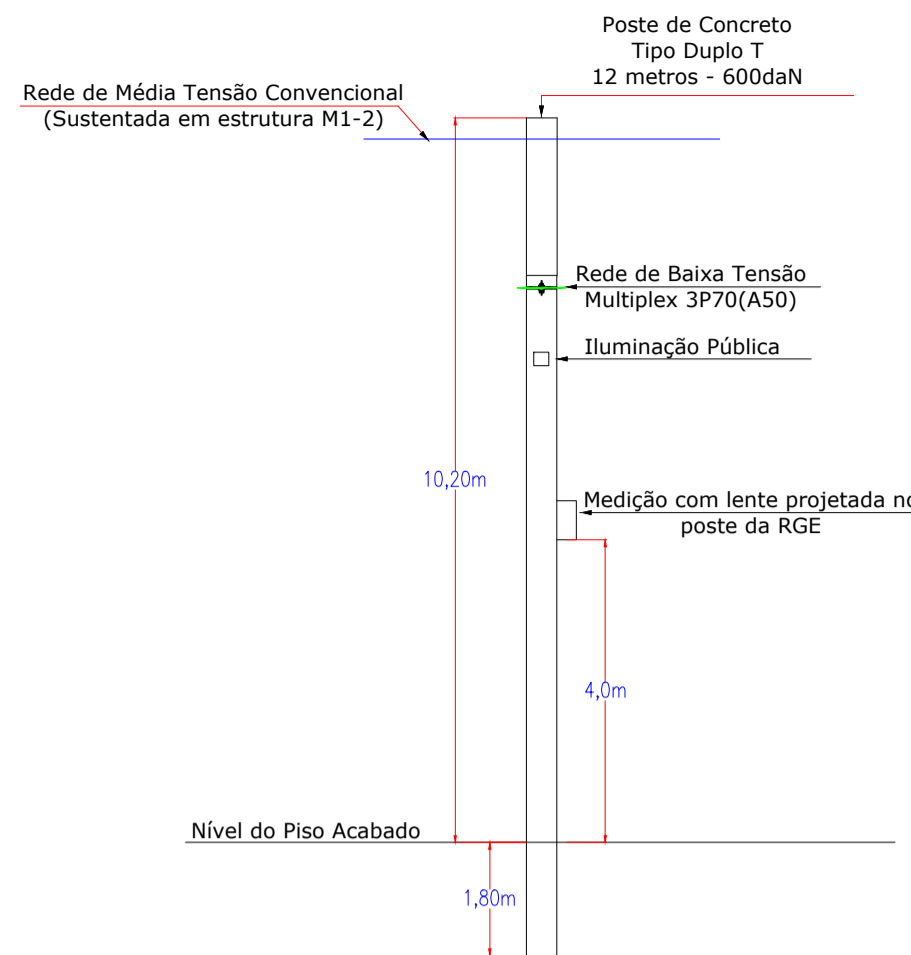 Poste de Concreto
Tipo Duplo T
12 metros - 600daN
Rede de Média Tensão Convencional
(Sustentada em estrutura M1-2)
Rede de Baixa Tensão
Multiplex 3P70(A50)
Iluminação Pública
10,20m
Medição com lente projetada no
poste da RGE
4,0m
Nível do Piso Acabado
1,80m